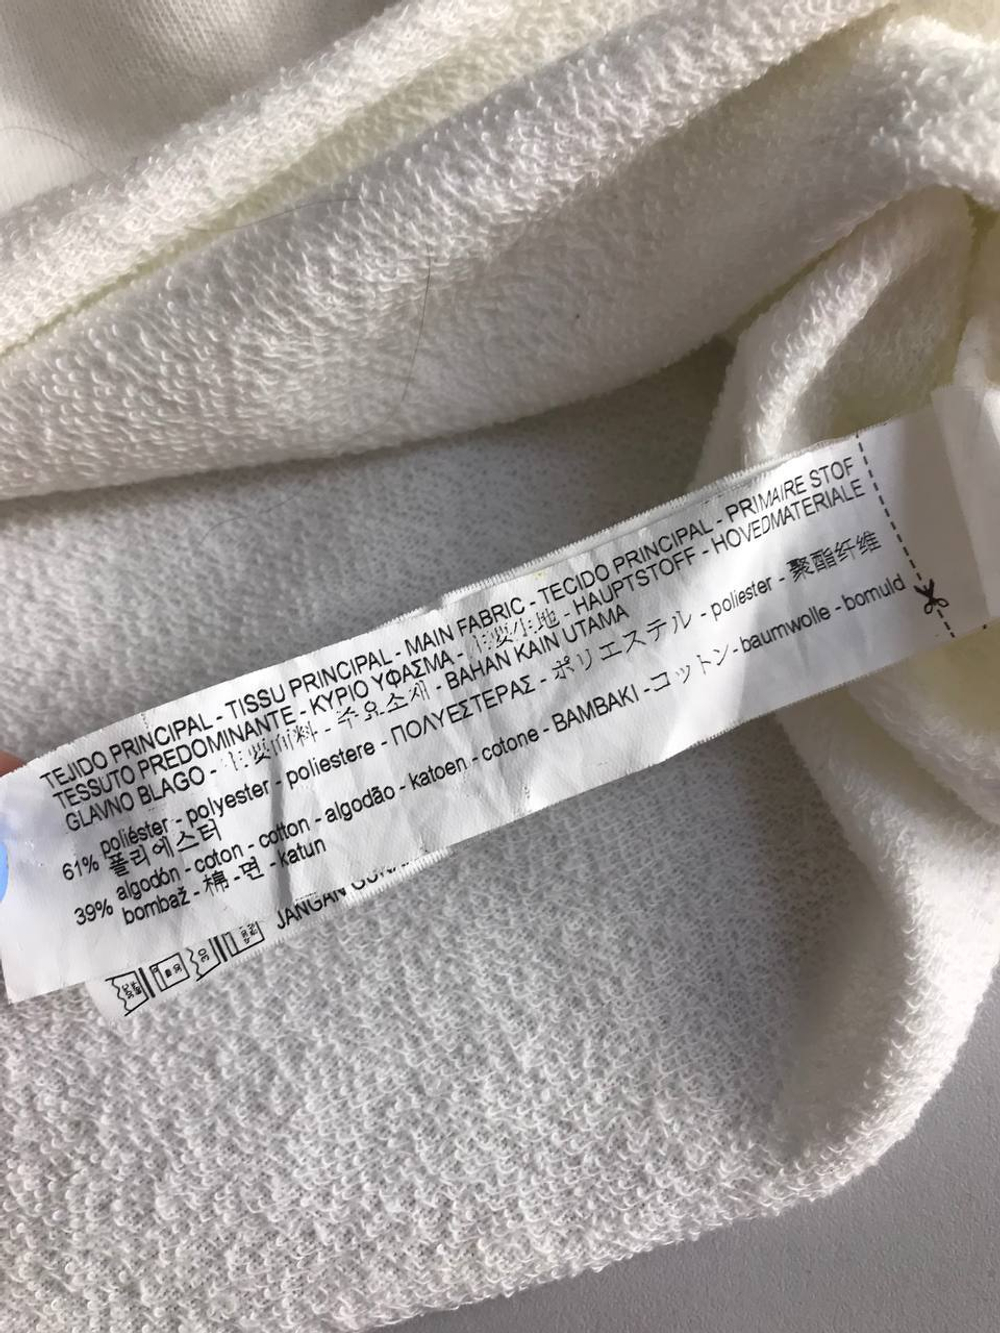 TEJIDO PRINCIPAL - TISSU PRINCIPAL - MAIN FABRIC - TECIDO PRINCIPAL - PRIMAIRE STOF
TESSUTO PREDOMINANTE - ΚΥΡΙΟ ΥΦΑΣΜΑ - 主要生地 - HAUPTSTOFF - HOVEDMATERIALE
GLAVNO BLAGO - 主要面料 - 주요소재 - BAHAN KAIN UTAMA
61% poliéster - polyester - poliestere - ΠΟΛΥΕΣΤΕΡΑΣ - ポリエステル - poliester - 聚酯纤维
폴리에스터
39% algodón - coton - cotton - algodão - katoen - cotone - BAMBAKI - コットン - baumwolle - bomuld
bombaž - 棉 - 면 - katun
JANGAN